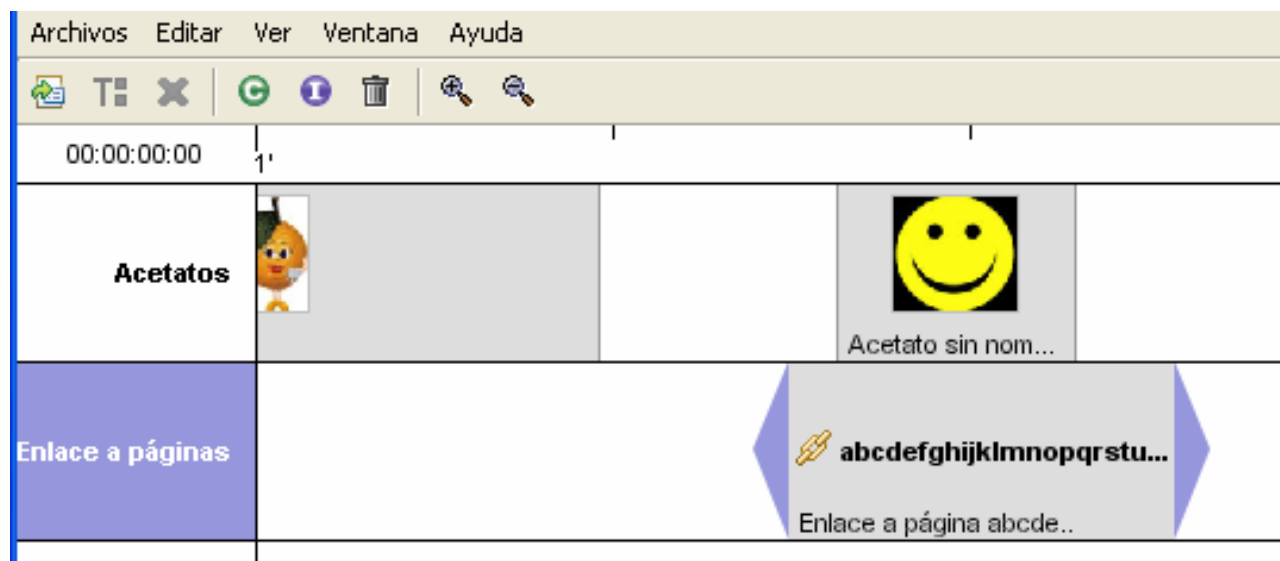 Archivos Editar Ver Ventana Ayuda
00:00:00:00 1'
Acetatos
Acetato sin nom...
Enlace a páginas
abcdefghijklmnopqrstu...
Enlace a página abcde..